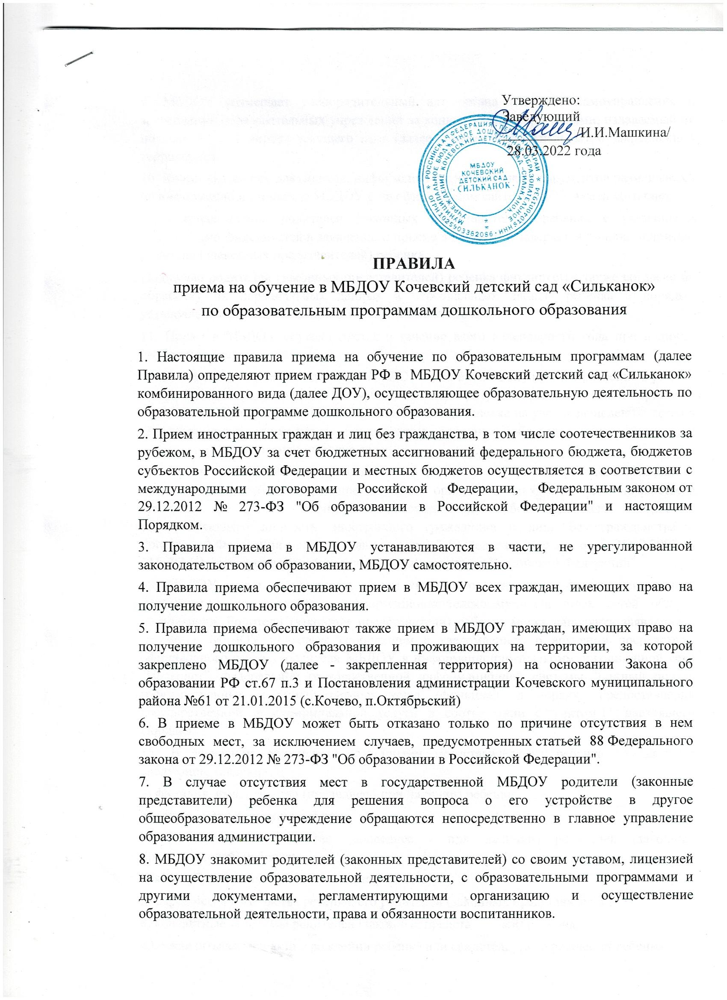 Утверждено:
Заведующий
/И.И.Машкина/
28.03.2022 года
* РОССИЙСКАЯ ФЕДЕРАЦИЯ · ПЕРМСКИЙ КРАЙ *
ОГРН 1025903382086 · ИНН 8104001934
МУНИЦИПАЛЬНОЕ БЮДЖЕТНОЕ ДОШКОЛЬНОЕ ОБРАЗОВАТЕЛЬНОЕ
УЧРЕЖДЕНИЕ КОЧЕВСКИЙ ДЕТСКИЙ САД "СИЛЬКАНОК"
МБДОУ
КОЧЕВСКИЙ
ДЕТСКИЙ САД
· СИЛЬКАНОК ·
ПРАВИЛА
приема на обучение в МБДОУ Кочевский детский сад «Сильканок»
по образовательным программам дошкольного образования
1. Настоящие правила приема на обучение по образовательным программам (далее
Правила) определяют прием граждан РФ в МБДОУ Кочевский детский сад «Сильканок»
комбинированного вида (далее ДОУ), осуществляющее образовательную деятельность по
образовательной программе дошкольного образования.
2. Прием иностранных граждан и лиц без гражданства, в том числе соотечественников за
рубежом, в МБДОУ за счет бюджетных ассигнований федерального бюджета, бюджетов
субъектов Российской Федерации и местных бюджетов осуществляется в соответствии с
международными договорами Российской Федерации, Федеральным законом от
29.12.2012 № 273-ФЗ "Об образовании в Российской Федерации" и настоящим
Порядком.
3. Правила приема в МБДОУ устанавливаются в части, не урегулированной
законодательством об образовании, МБДОУ самостоятельно.
4. Правила приема обеспечивают прием в МБДОУ всех граждан, имеющих право на
получение дошкольного образования.
5. Правила приема обеспечивают также прием в МБДОУ граждан, имеющих право на
получение дошкольного образования и проживающих на территории, за которой
закреплено МБДОУ (далее - закрепленная территория) на основании Закона об
образовании РФ ст.67 п.3 и Постановления администрации Кочевского муниципального
района №61 от 21.01.2015 (с.Кочево, п.Октябрьский)
6. В приеме в МБДОУ может быть отказано только по причине отсутствия в нем
свободных мест, за исключением случаев, предусмотренных статьей 88 Федерального
закона от 29.12.2012 № 273-ФЗ "Об образовании в Российской Федерации".
7. В случае отсутствия мест в государственной МБДОУ родители (законные
представители) ребенка для решения вопроса о его устройстве в другое
общеобразовательное учреждение обращаются непосредственно в главное управление
образования администрации.
8. МБДОУ знакомит родителей (законных представителей) со своим уставом, лицензией
на осуществление образовательной деятельности, с образовательными программами и
другими документами, регламентирующими организацию и осуществление
образовательной деятельности, права и обязанности воспитанников.